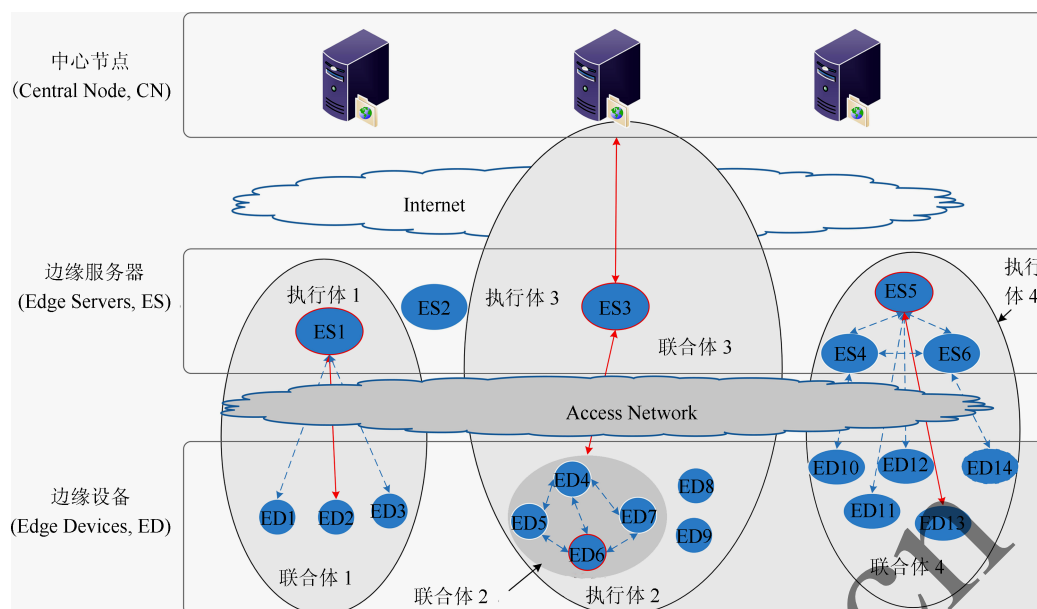 中心节点
(Central Node, CN)
Internet
边缘服务器
(Edge Servers, ES)
执行体 1
ES1
ES2
执行体 3
ES3
联合体 3
ES5
执行
体 4
ES4
ES6
Access Network
边缘设备
(Edge Devices, ED)
ED1
ED2
ED3
联合体 1
ED4
ED5
ED7
ED6
联合体 2
执行体 2
ED8
ED9
ED10
ED12
ED14
ED11
ED13
联合体 4